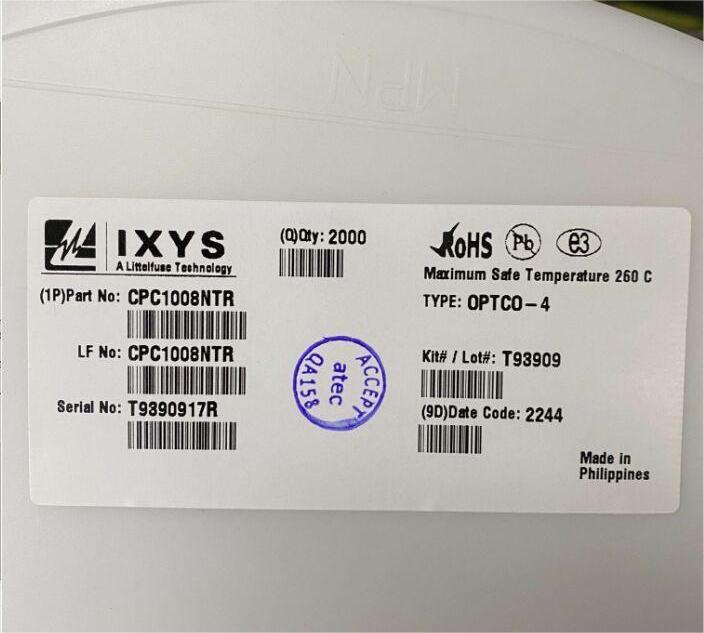 MPN
IXYS
A Littelfuse Technology
(Q)Qty: 2000
RoHS
Pb
e3
Maximum Safe Temperature 260 C
(1P)Part No: CPC1008NTR
TYPE: OPTCO-4
LF No: CPC1008NTR
Kit# / Lot#: T93909
Serial No: T9390917R
(9D)Date Code: 2244
ACCEPT
atec
QA158
Made in
Philippines